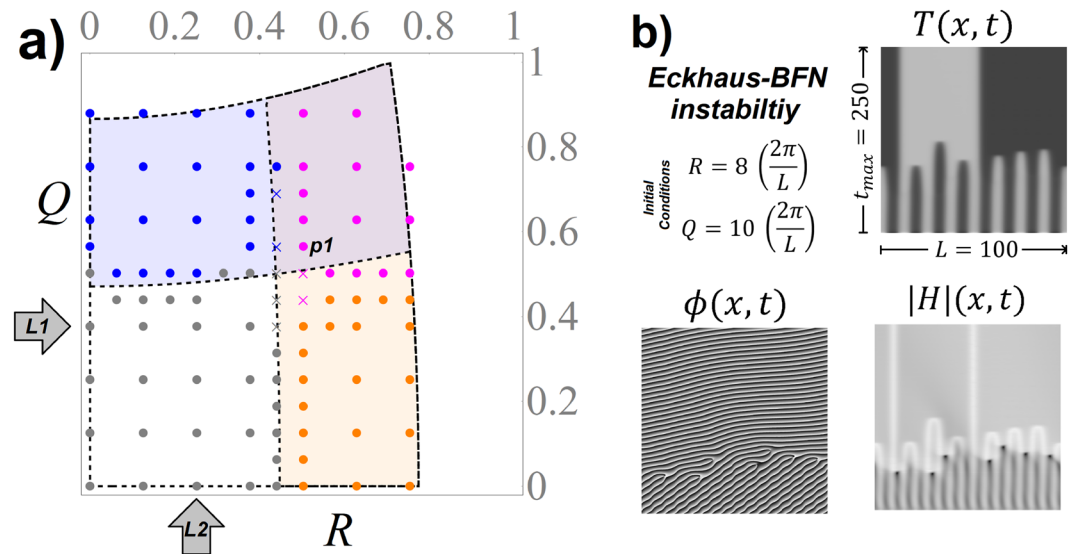 a)
0 0.2 0.4 0.6 0.8 1
1
0.8
0.6
0.4
0.2
0
Q
p1
L1
L2
R
b)
Eckhaus-BFN
instabiltiy
Initial
Conditions
R = 8 (2π/L)
Q = 10 (2π/L)
T(x, t)
t_max = 250
L = 100
ϕ(x, t)
|H|(x, t)